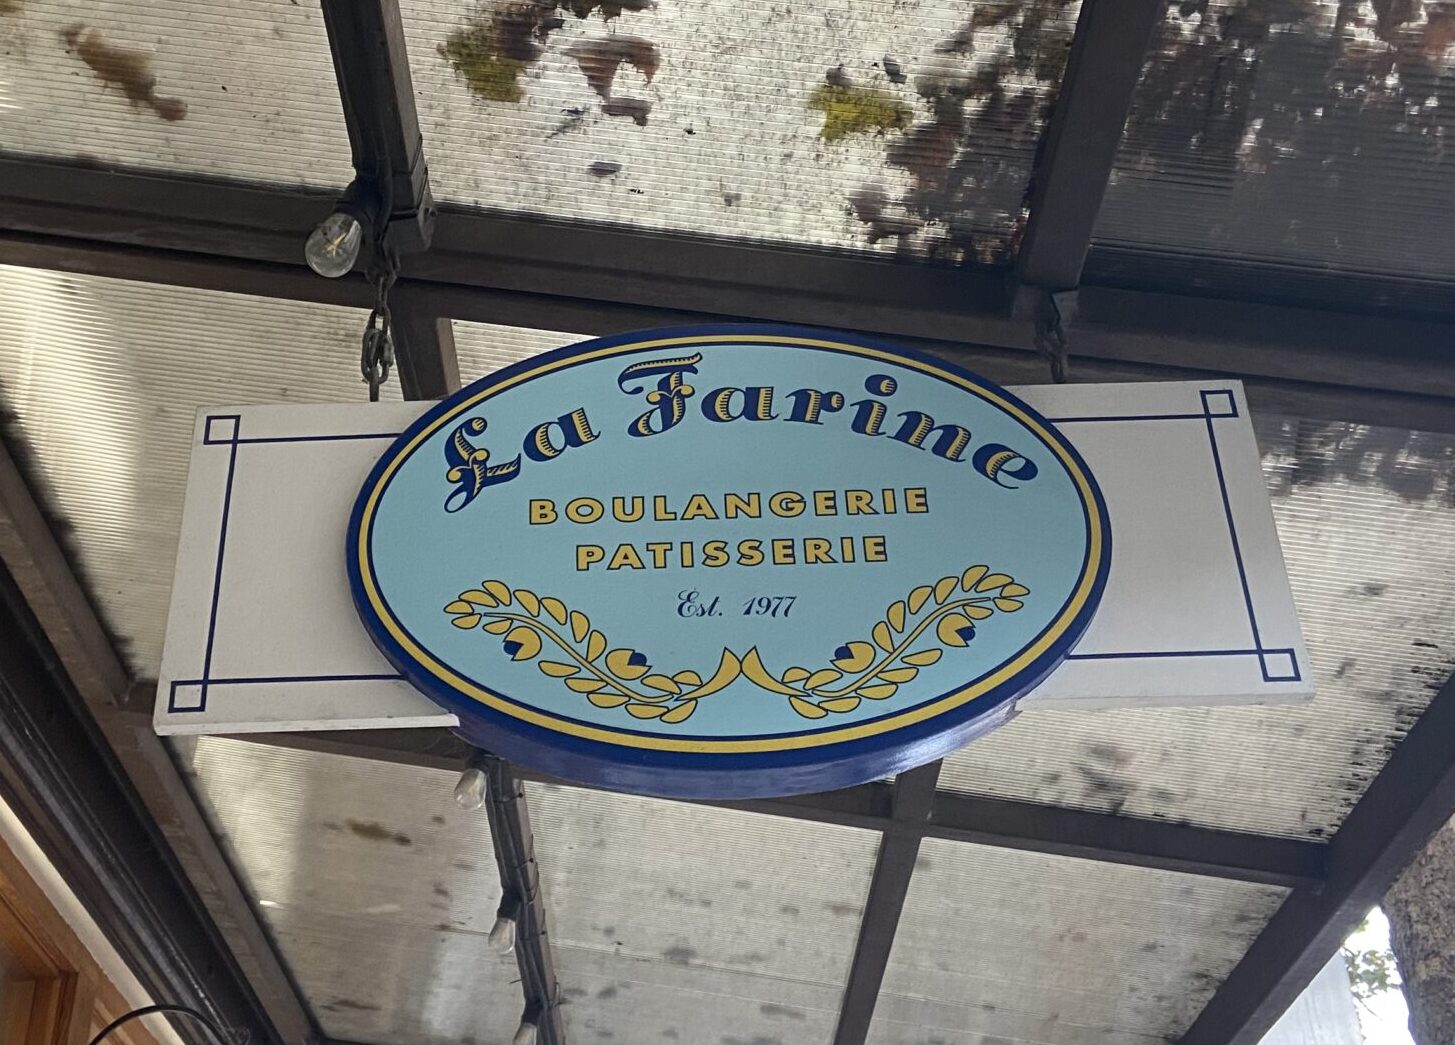 La Farine
BOULANGERIE
PATISSERIE
Est. 1977